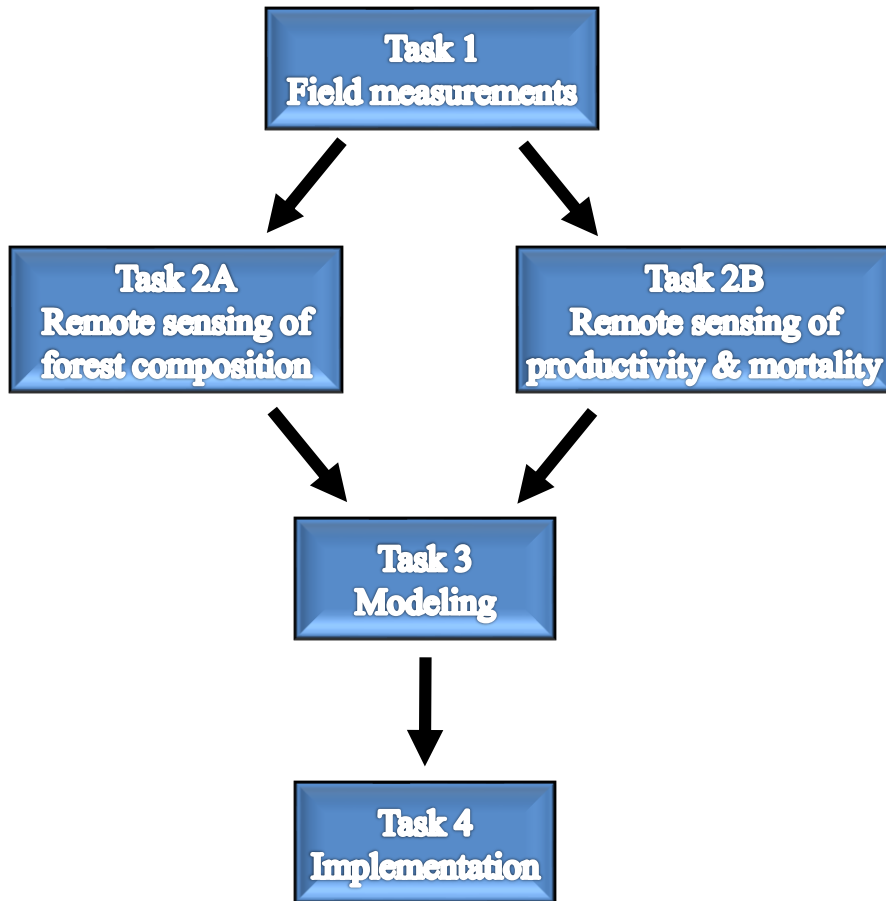 Task 1
Field measurements
Task 2A
Remote sensing of
forest composition
Task 2B
Remote sensing of
productivity & mortality
Task 3
Modeling
Task 4
Implementation